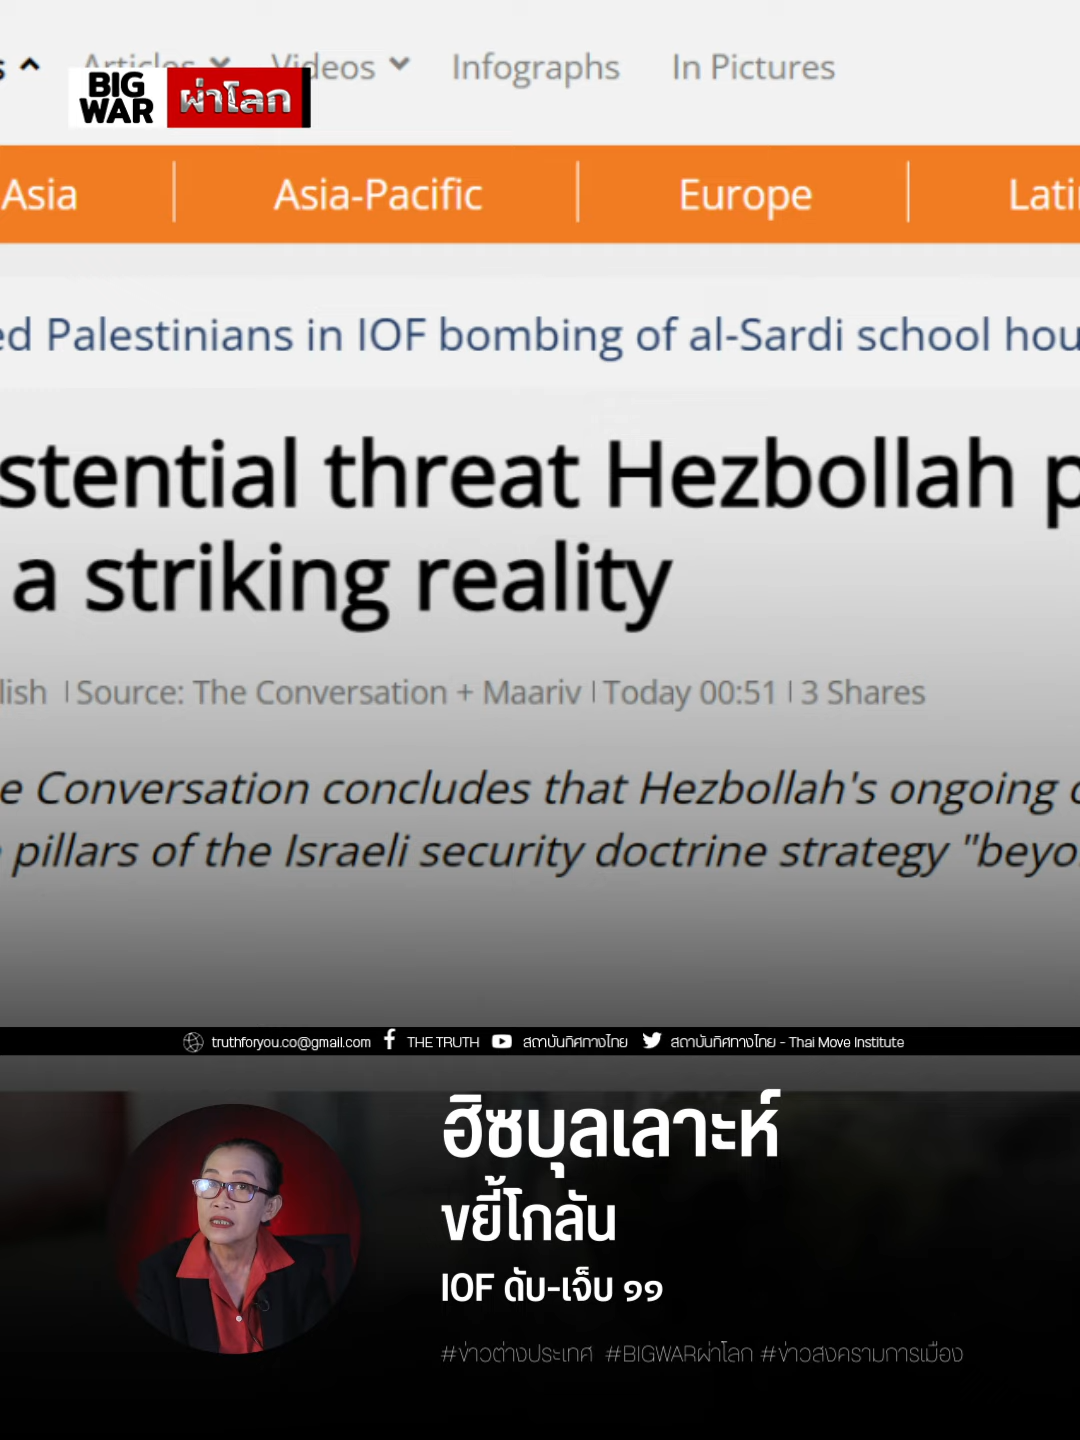 Articles Videos Infographs In Pictures
BIG
WAR ผ่าโลก
Asia Asia-Pacific Europe
Palestinians in IOF bombing of al-Sardi school
threat Hezbollah
a striking reality
Source: The Conversation + Maariv Today 00:51 3 Shares
Conversation concludes that Hezbollah's ongoing
pillars of the Israeli security doctrine strategy
truthforyou.co@gmail.com THE TRUTH สถาบันทิศทางไทย สถาบันทิศทางไทย - Thai Move Institute
ฮิซบุลเลาะห์
ขยี้โกลัน
IOF ดับ-เจ็บ ๑๑
#ข่าวต่างประเทศ #BIGWARผ่าโลก #ข่าวสงครามการเมือง